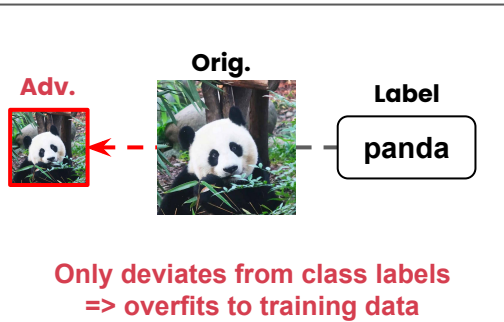 Orig.
Adv.
Label
panda
Only deviates from class labels
=> overfits to training data